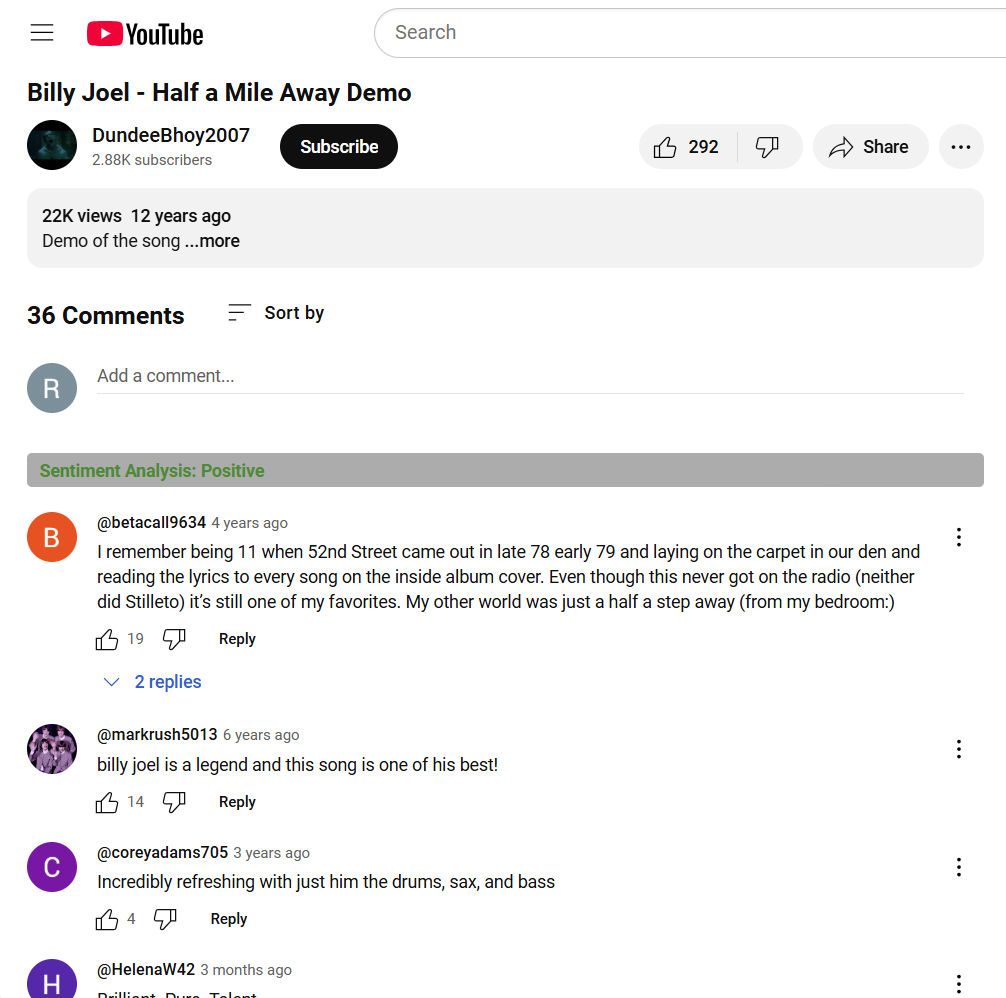 YouTube
Search
Billy Joel - Half a Mile Away Demo
DundeeBhoy2007
2.88K subscribers
Subscribe
292
Share
22K views 12 years ago
Demo of the song ...more
36 Comments
Sort by
R
Add a comment...
Sentiment Analysis: Positive
B
@betacall9634 4 years ago
I remember being 11 when 52nd Street came out in late 78 early 79 and laying on the carpet in our den and
reading the lyrics to every song on the inside album cover. Even though this never got on the radio (neither
did Stilleto) it’s still one of my favorites. My other world was just a half a step away (from my bedroom:)
19
Reply
2 replies
@markrush5013 6 years ago
billy joel is a legend and this song is one of his best!
14
Reply
C
@coreyadams705 3 years ago
Incredibly refreshing with just him the drums, sax, and bass
4
Reply
H
@HelenaW42 3 months ago
Brilliant. Pure. Talent